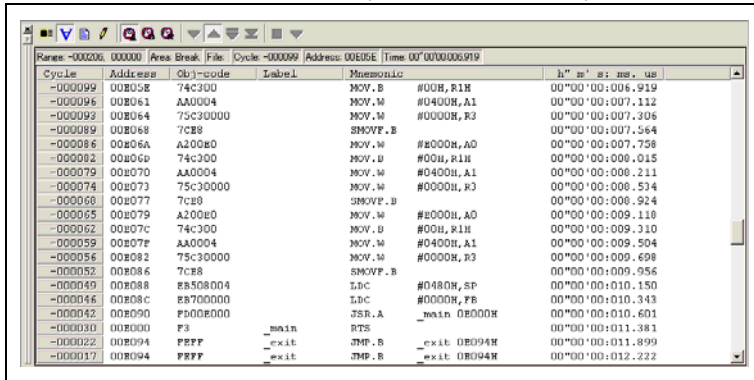 Range: -000206, 000000 Area: Break File: Cycle: -000099 Address: 00E05E Time: 00"00'00:006.919
Cycle Address Obj-code Label Mnemonic h" m' s: ms. us
-000099 00E05E 74C300 MOV.B #00H,R1H 00"00'00:006.919
-000096 00E061 AA0004 MOV.W #0400H,A1 00"00'00:007.112
-000093 00E064 75C30000 MOV.W #0000H,R3 00"00'00:007.306
-000089 00E068 7CE8 SMOVF.B 00"00'00:007.564
-000086 00E06A A200E0 MOV.W #E000H,A0 00"00'00:007.758
-000082 00E06D 74C300 MOV.B #00H,R1H 00"00'00:008.015
-000079 00E070 AA0004 MOV.W #0400H,A1 00"00'00:008.211
-000074 00E073 75C30000 MOV.W #0000H,R3 00"00'00:008.534
-000068 00E077 7CE8 SMOVF.B 00"00'00:008.924
-000065 00E079 A200E0 MOV.W #E000H,A0 00"00'00:009.118
-000062 00E07C 74C300 MOV.B #00H,R1H 00"00'00:009.310
-000059 00E07F AA0004 MOV.W #0400H,A1 00"00'00:009.504
-000056 00E082 75C30000 MOV.W #0000H,R3 00"00'00:009.698
-000052 00E086 7CE8 SMOVF.B 00"00'00:009.956
-000049 00E088 EB508004 LDC #0480H,SP 00"00'00:010.150
-000046 00E08C EB700000 LDC #0000H,FB 00"00'00:010.343
-000042 00E090 FD00E000 JSR.A _main 0E000H 00"00'00:010.601
-000030 00E000 F3 _main RTS 00"00'00:011.381
-000022 00E094 FEFF _exit JMP.B _exit 0E094H 00"00'00:011.899
-000017 00E094 FEFF _exit JMP.B _exit 0E094H 00"00'00:012.222